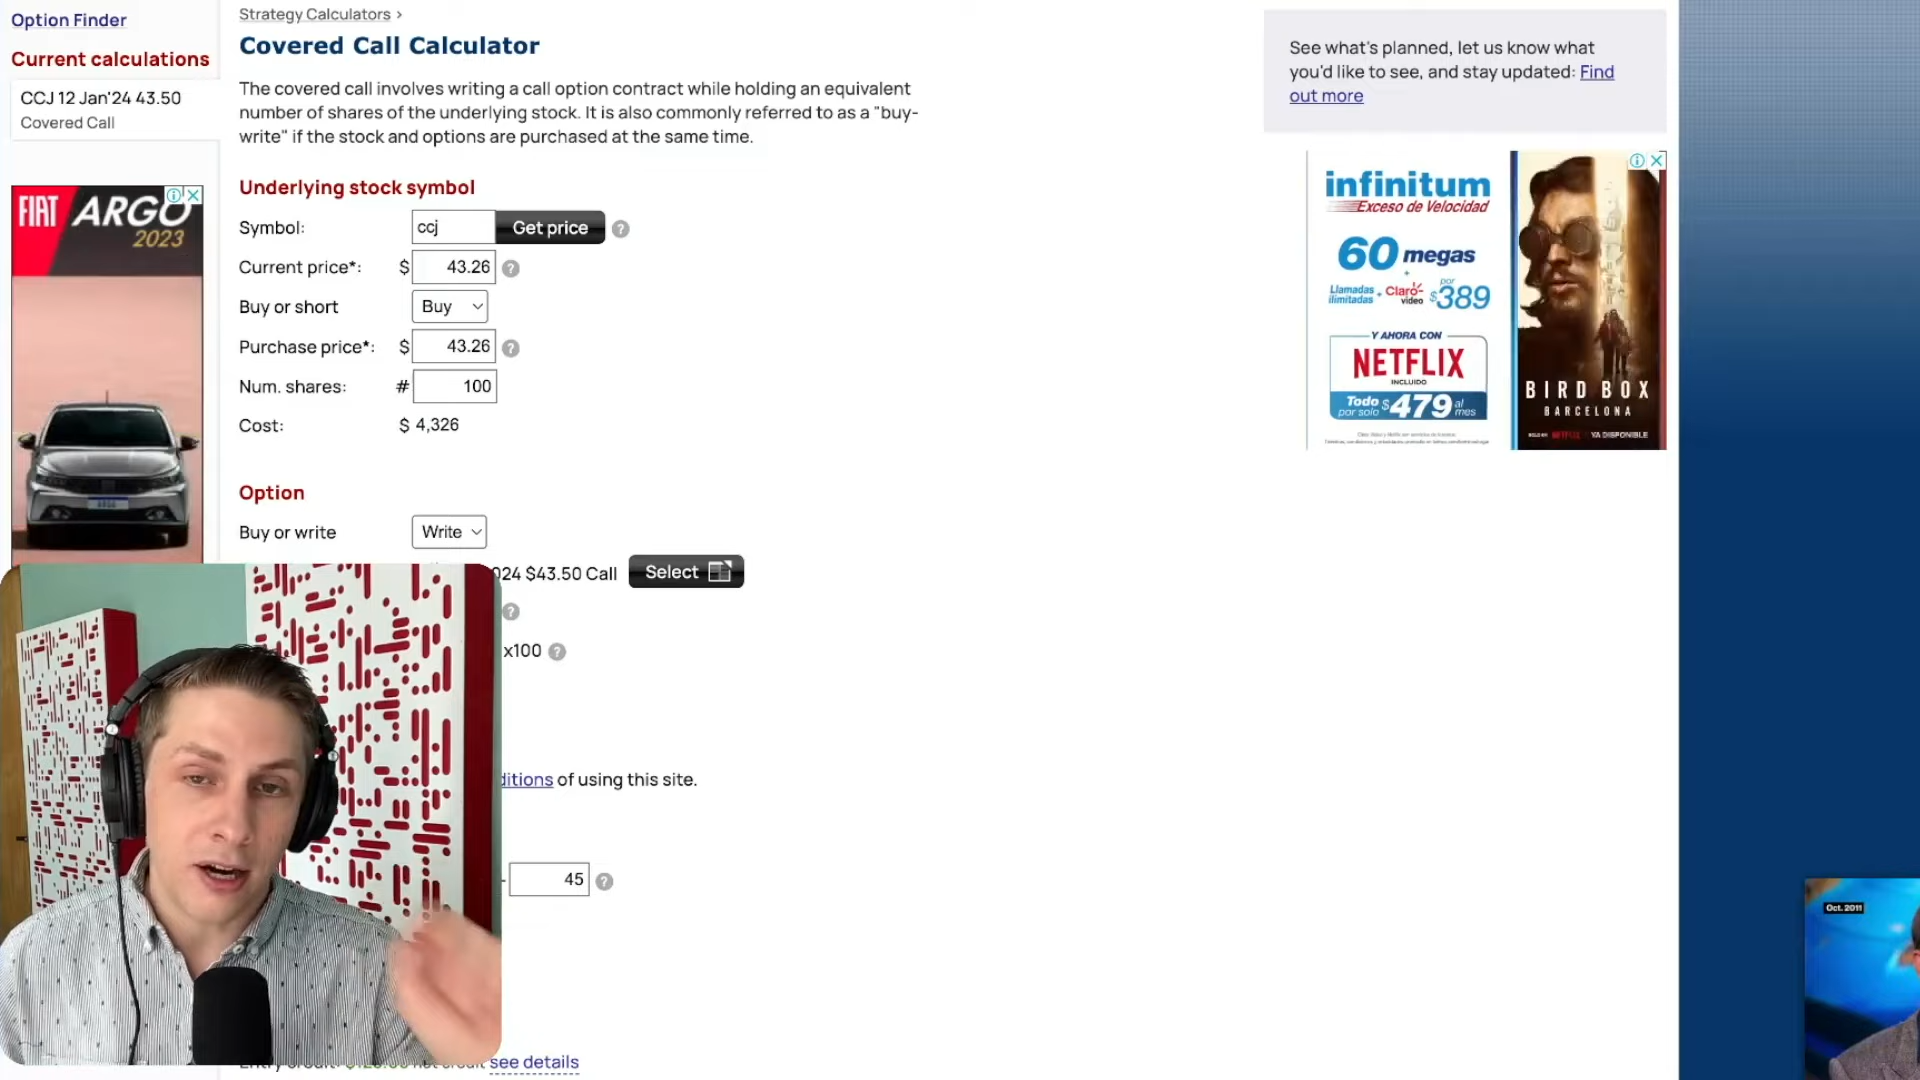 Option Finder
Current calculations
CCJ 12 Jan'24 43.50
Covered Call
Strategy Calculators ›
Covered Call Calculator
The covered call involves writing a call option contract while holding an equivalent
number of shares of the underlying stock. It is also commonly referred to as a "buy-
write" if the stock and options are purchased at the same time.
Underlying stock symbol
Symbol: ccj Get price ?
Current price*: $ 43.26 ?
Buy or short Buy
Purchase price*: $ 43.26 ?
Num. shares: # 100
Cost: $ 4,326
Option
Buy or write Write
024 $43.50 Call Select
?
x100 ?
ditions of using this site.
45 ?
see details
FIAT ARGO
2023
See what's planned, let us know what
you'd like to see, and stay updated: Find
out more
infinitum
Exceso de Velocidad
60 megas
Llamadas
ilimitadas + Claro
video
por
$389
Y AHORA CON
NETFLIX
INCLUIDO
Todo
por solo $479 al
mes
BIRD BOX
BARCELONA
NETFLIX YA DISPONIBLE
Oct. 2011